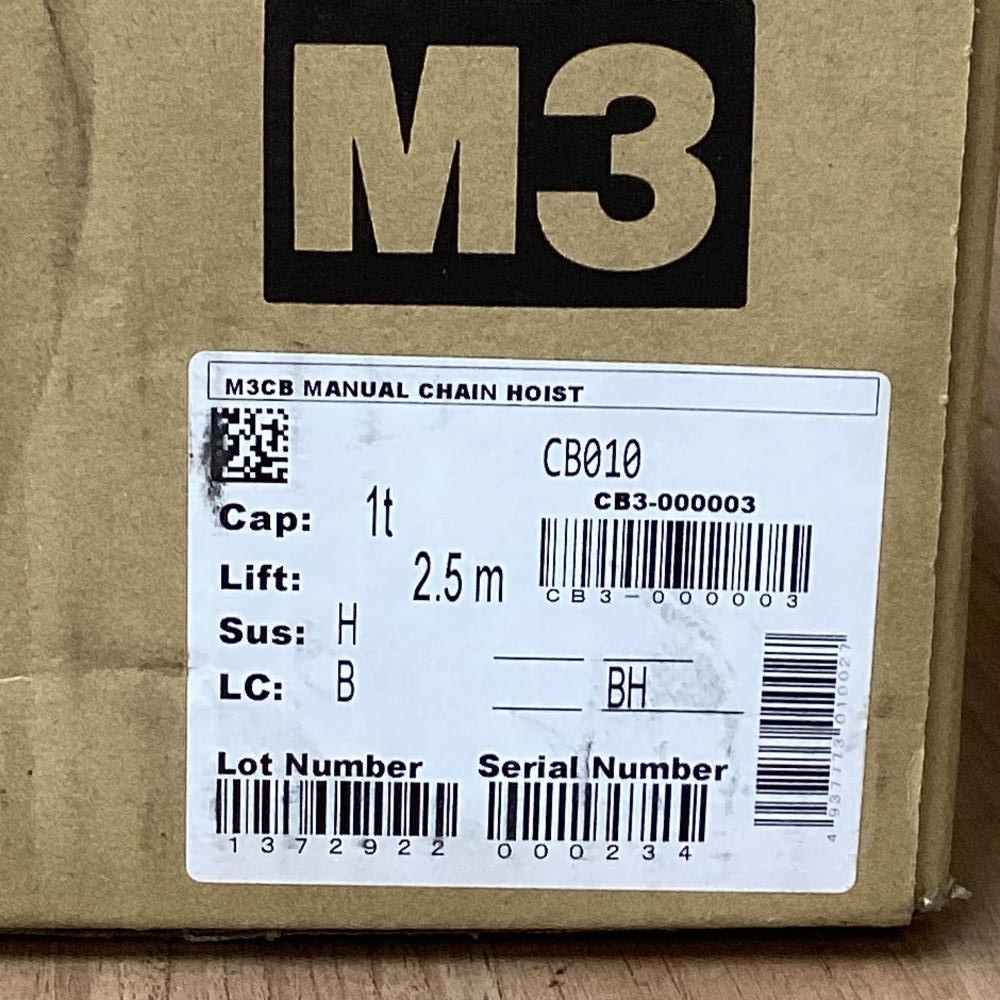 M3
M3CB MANUAL CHAIN HOIST
CB010
CB3-000003
Cap: 1t
CB3-000003
Lift: 2.5 m
Sus: H
LC: B
BH
Lot Number
1372922
Serial Number
000234